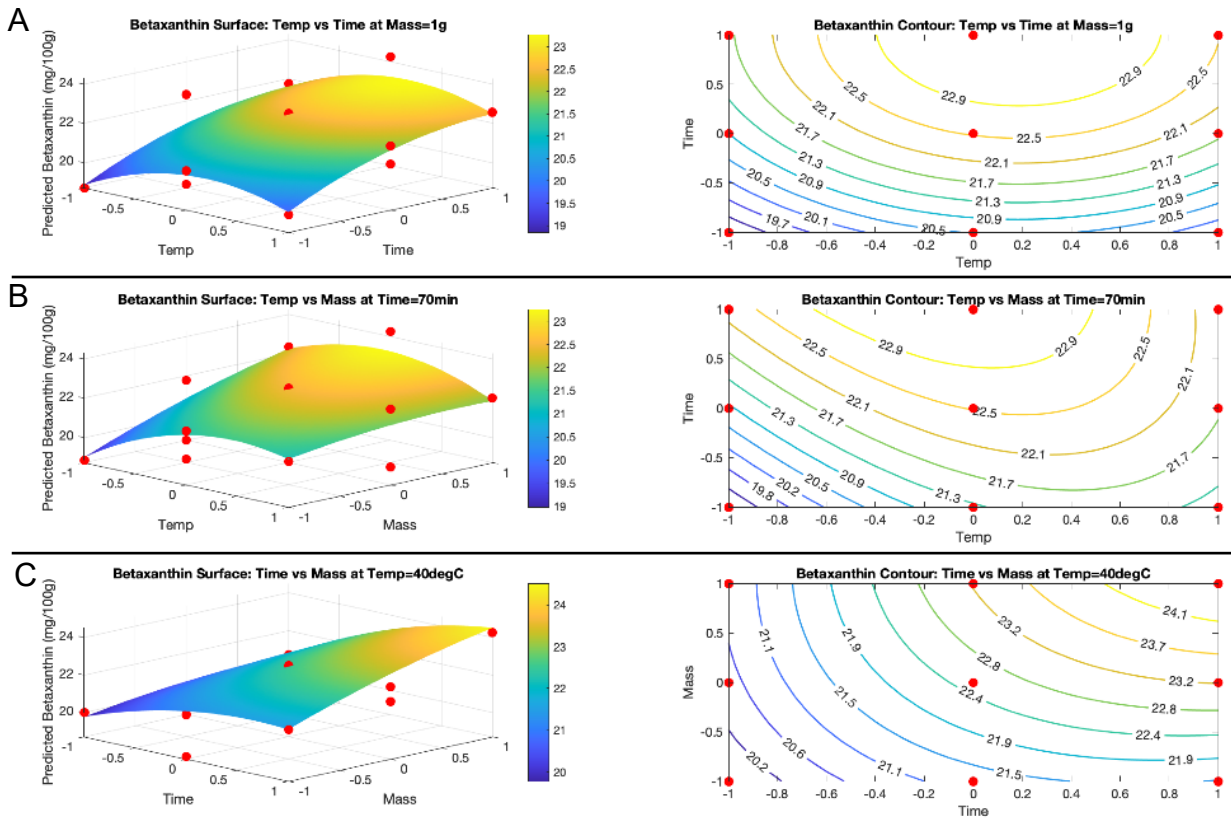 A
Betaxanthin Surface: Temp vs Time at Mass=1g
Predicted Betaxanthin (mg/100g)
24
22
20
-1
-0.5
0
0.5
1
Temp
-1
-0.5
0
0.5
1
Time
23
22.5
22
21.5
21
20.5
20
19.5
19
Betaxanthin Contour: Temp vs Time at Mass=1g
Time
1
0.5
0
-0.5
-1
-1 -0.8 -0.6 -0.4 -0.2 0 0.2 0.4 0.6 0.8 1
Temp
22.9 22.9
22.5 22.5 22.5
22.1 22.1 22.1
21.7 21.7 21.7
21.3 21.3 21.3
20.9 20.9 20.9
20.5 20.5 20.5
20.1
19.7
B
Betaxanthin Surface: Temp vs Mass at Time=70min
Predicted Betaxanthin (mg/100g)
24
22
20
-1
-0.5
0
0.5
1
Temp
-1
-0.5
0
0.5
1
Mass
23
22.5
22
21.5
21
20.5
20
19.5
19
Betaxanthin Contour: Temp vs Mass at Time=70min
Time
1
0.5
0
-0.5
-1
-1 -0.8 -0.6 -0.4 -0.2 0 0.2 0.4 0.6 0.8 1
Temp
22.9 22.9
22.5 22.5 22.5
22.1 22.1 22.1
21.7 21.7 21.7
21.3 21.3
20.9
20.5
20.2
19.8
C
Betaxanthin Surface: Time vs Mass at Temp=40degC
Predicted Betaxanthin (mg/100g)
24
22
20
-1
-0.5
0
0.5
1
Time
-1
-0.5
0
0.5
1
Mass
24
23
22
21
20
Betaxanthin Contour: Time vs Mass at Temp=40degC
Mass
1
0.5
0
-0.5
-1
-1 -0.8 -0.6 -0.4 -0.2 0 0.2 0.4 0.6 0.8 1
Time
24.1
23.7
23.2 23.2
22.8 22.8
22.4 22.4
21.9 21.9
21.5 21.5
21.1 21.1
20.6
20.2